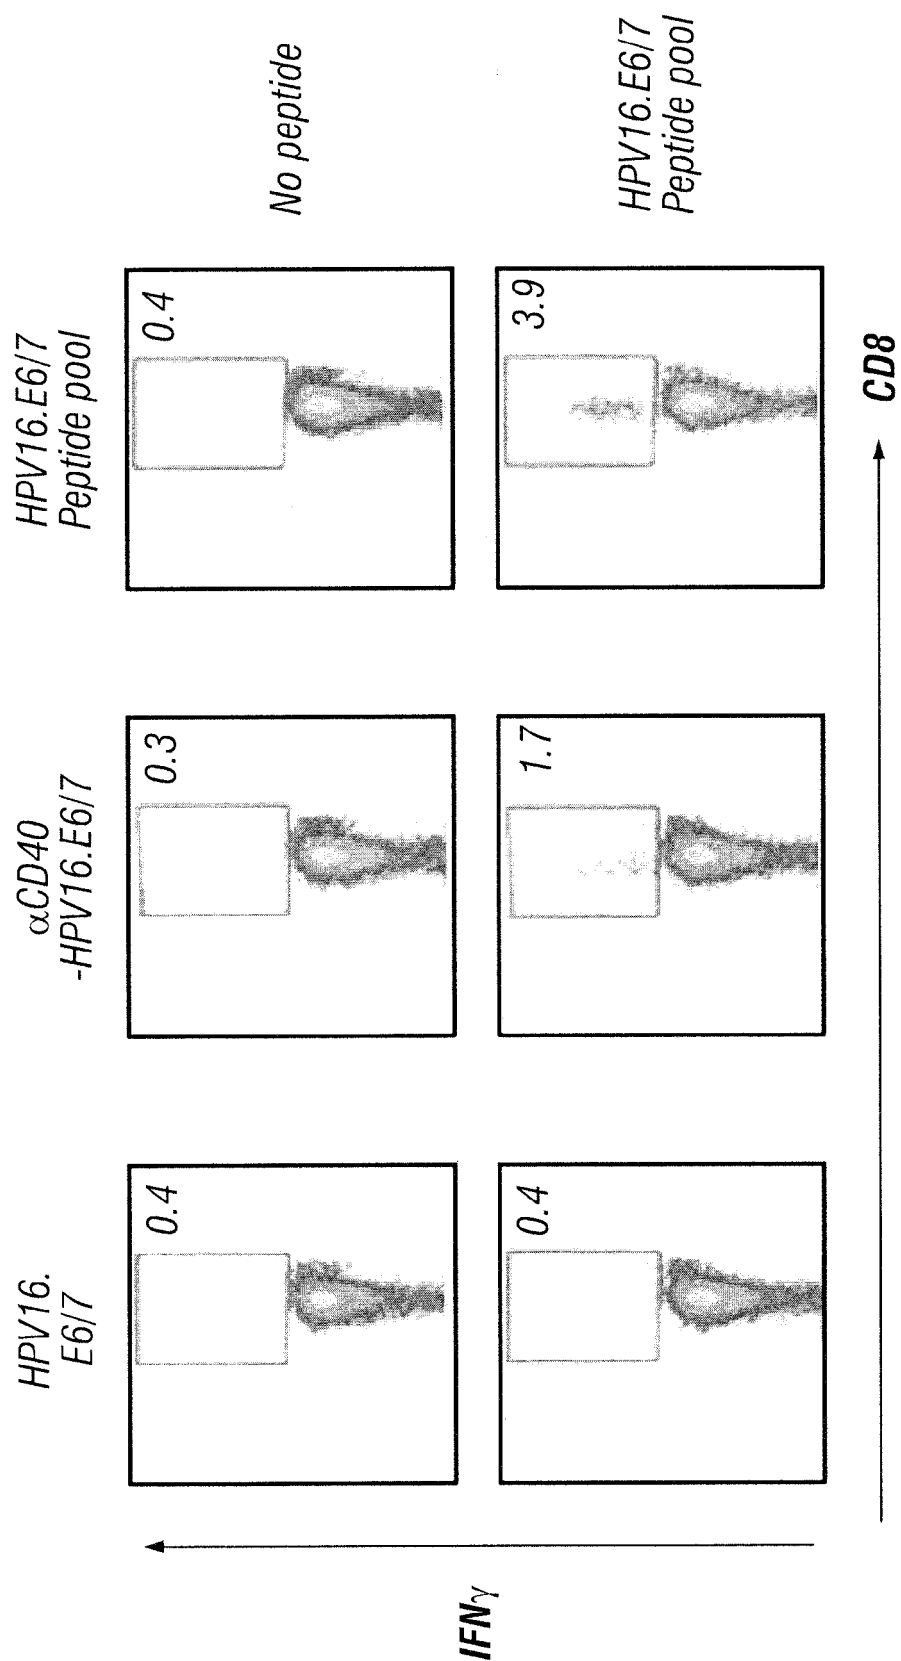 HPV16.
E6/7
αCD40
-HPV16.E6/7
HPV16.E6/7
Peptide pool
0.4
0.3
0.4
No peptide
0.4
1.7
3.9
HPV16.E6/7
Peptide pool
IFNγ
CD8